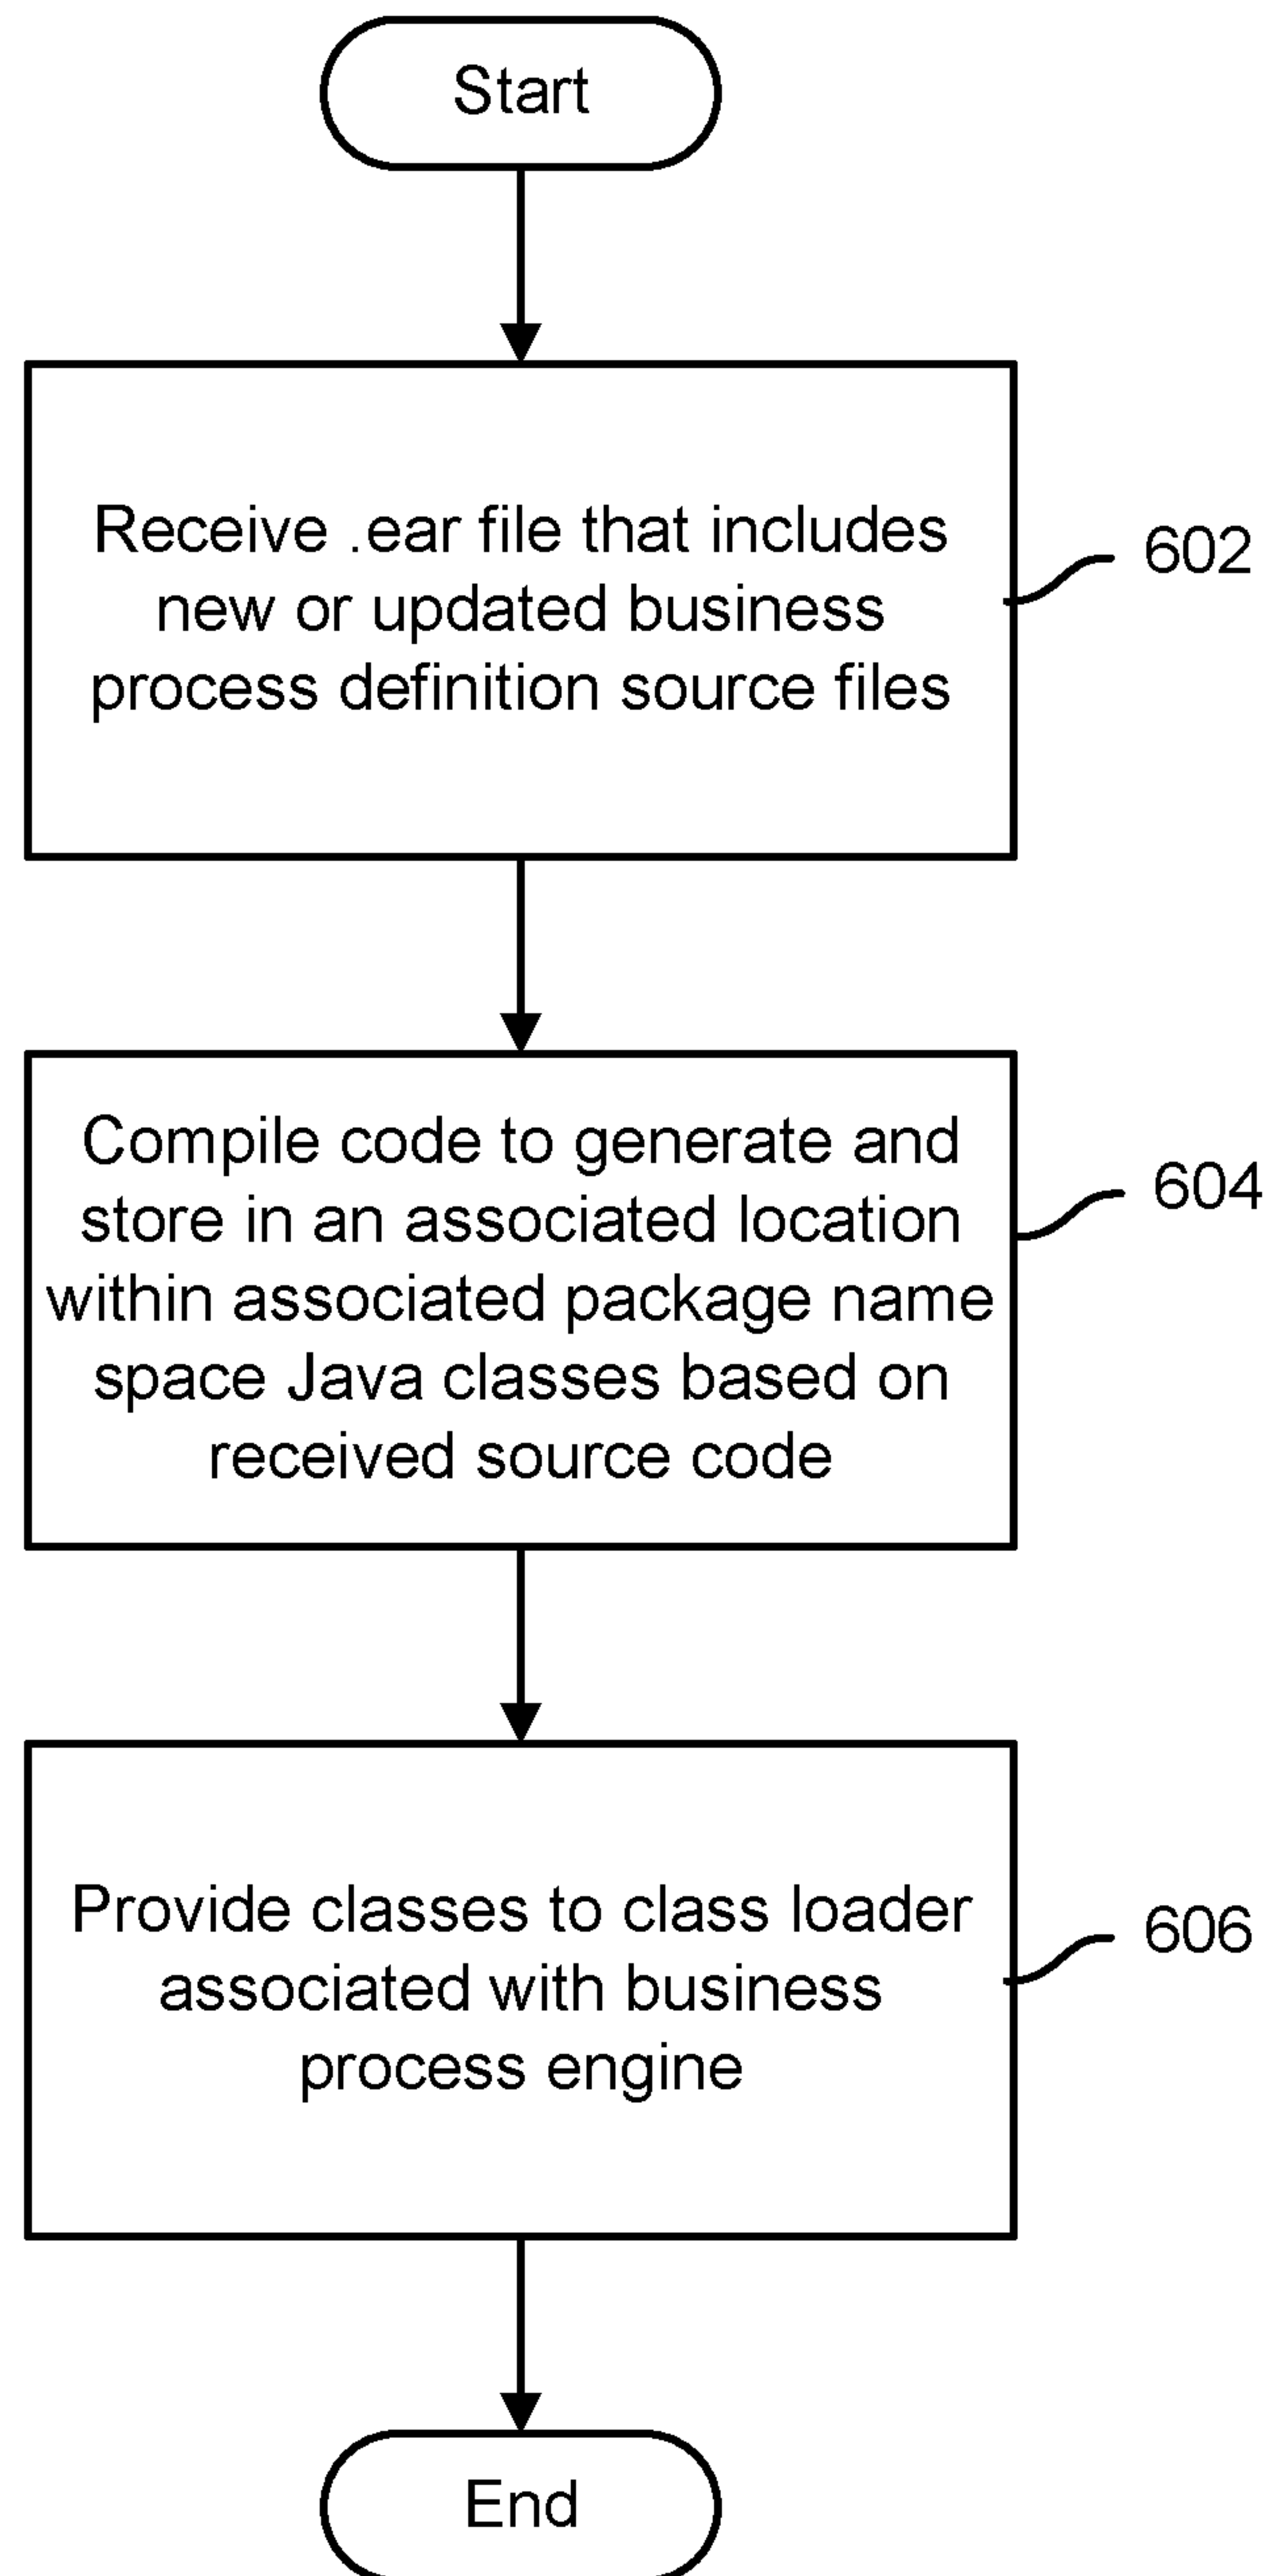 Start
Receive .ear file that includes
new or updated business
process definition source files
602
Compile code to generate and
store in an associated location
within associated package name
space Java classes based on
received source code
604
Provide classes to class loader
associated with business
process engine
606
End